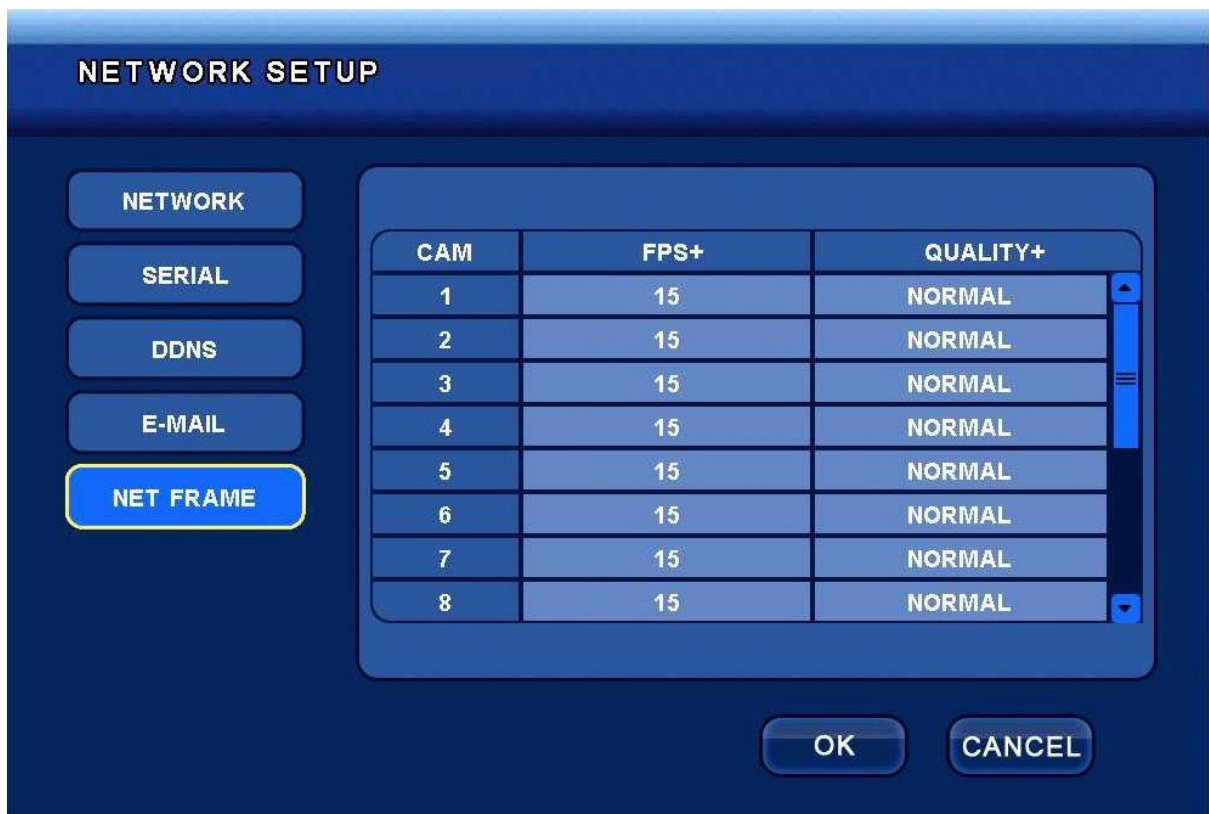 NETWORK SETUP
NETWORK
SERIAL
DDNS
E-MAIL
NET FRAME
CAM FPS+ QUALITY+
1 15 NORMAL
2 15 NORMAL
3 15 NORMAL
4 15 NORMAL
5 15 NORMAL
6 15 NORMAL
7 15 NORMAL
8 15 NORMAL
OK CANCEL